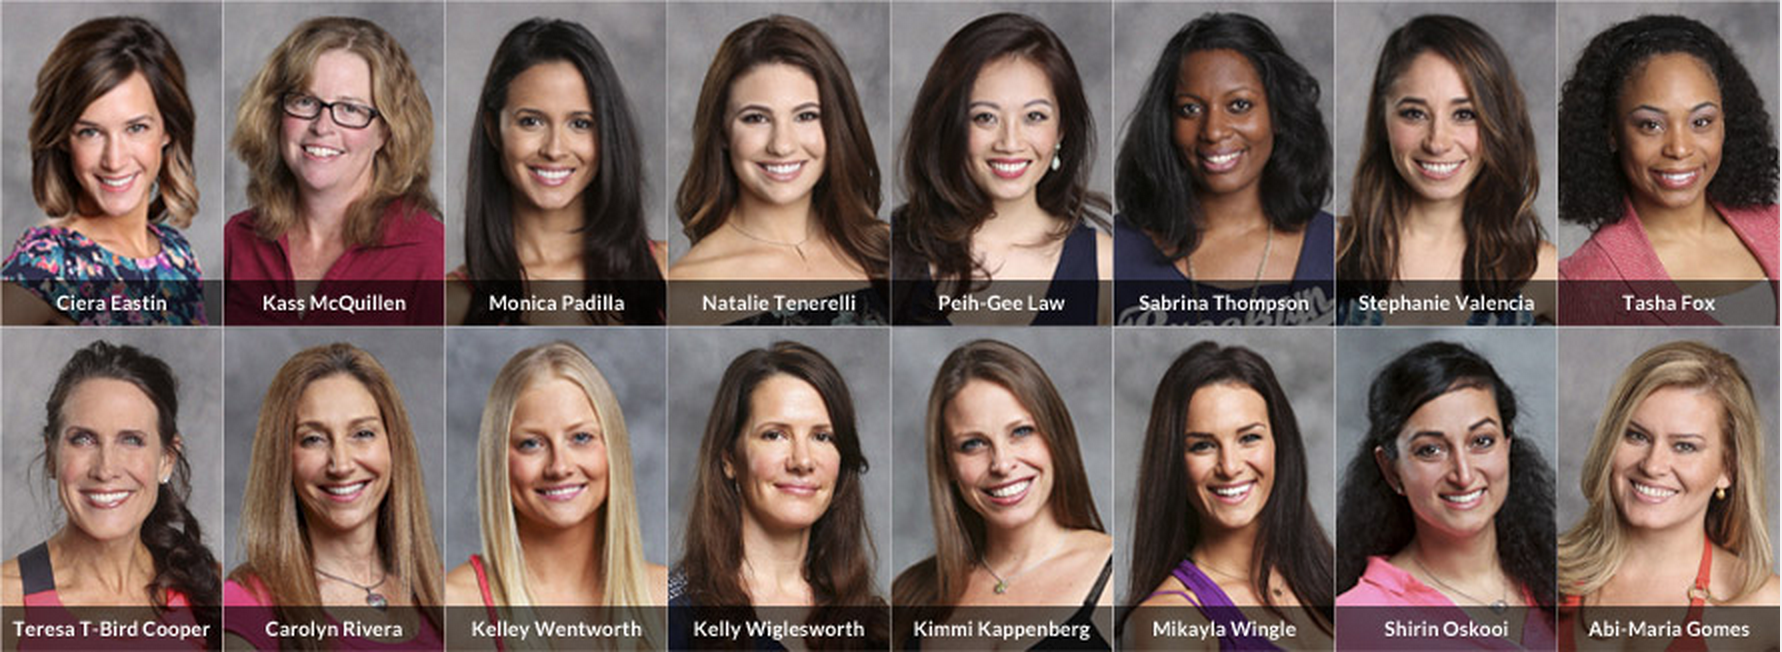 Ciera Eastin
Kass McQuillen
Monica Padilla
Natalie Tenerelli
Peih-Gee Law
Sabrina Thompson
Stephanie Valencia
Tasha Fox
Teresa T-Bird Cooper
Carolyn Rivera
Kelley Wentworth
Kelly Wiglesworth
Kimmi Kappenberg
Mikayla Wingle
Shirin Oskooi
Abi-Maria Gomes